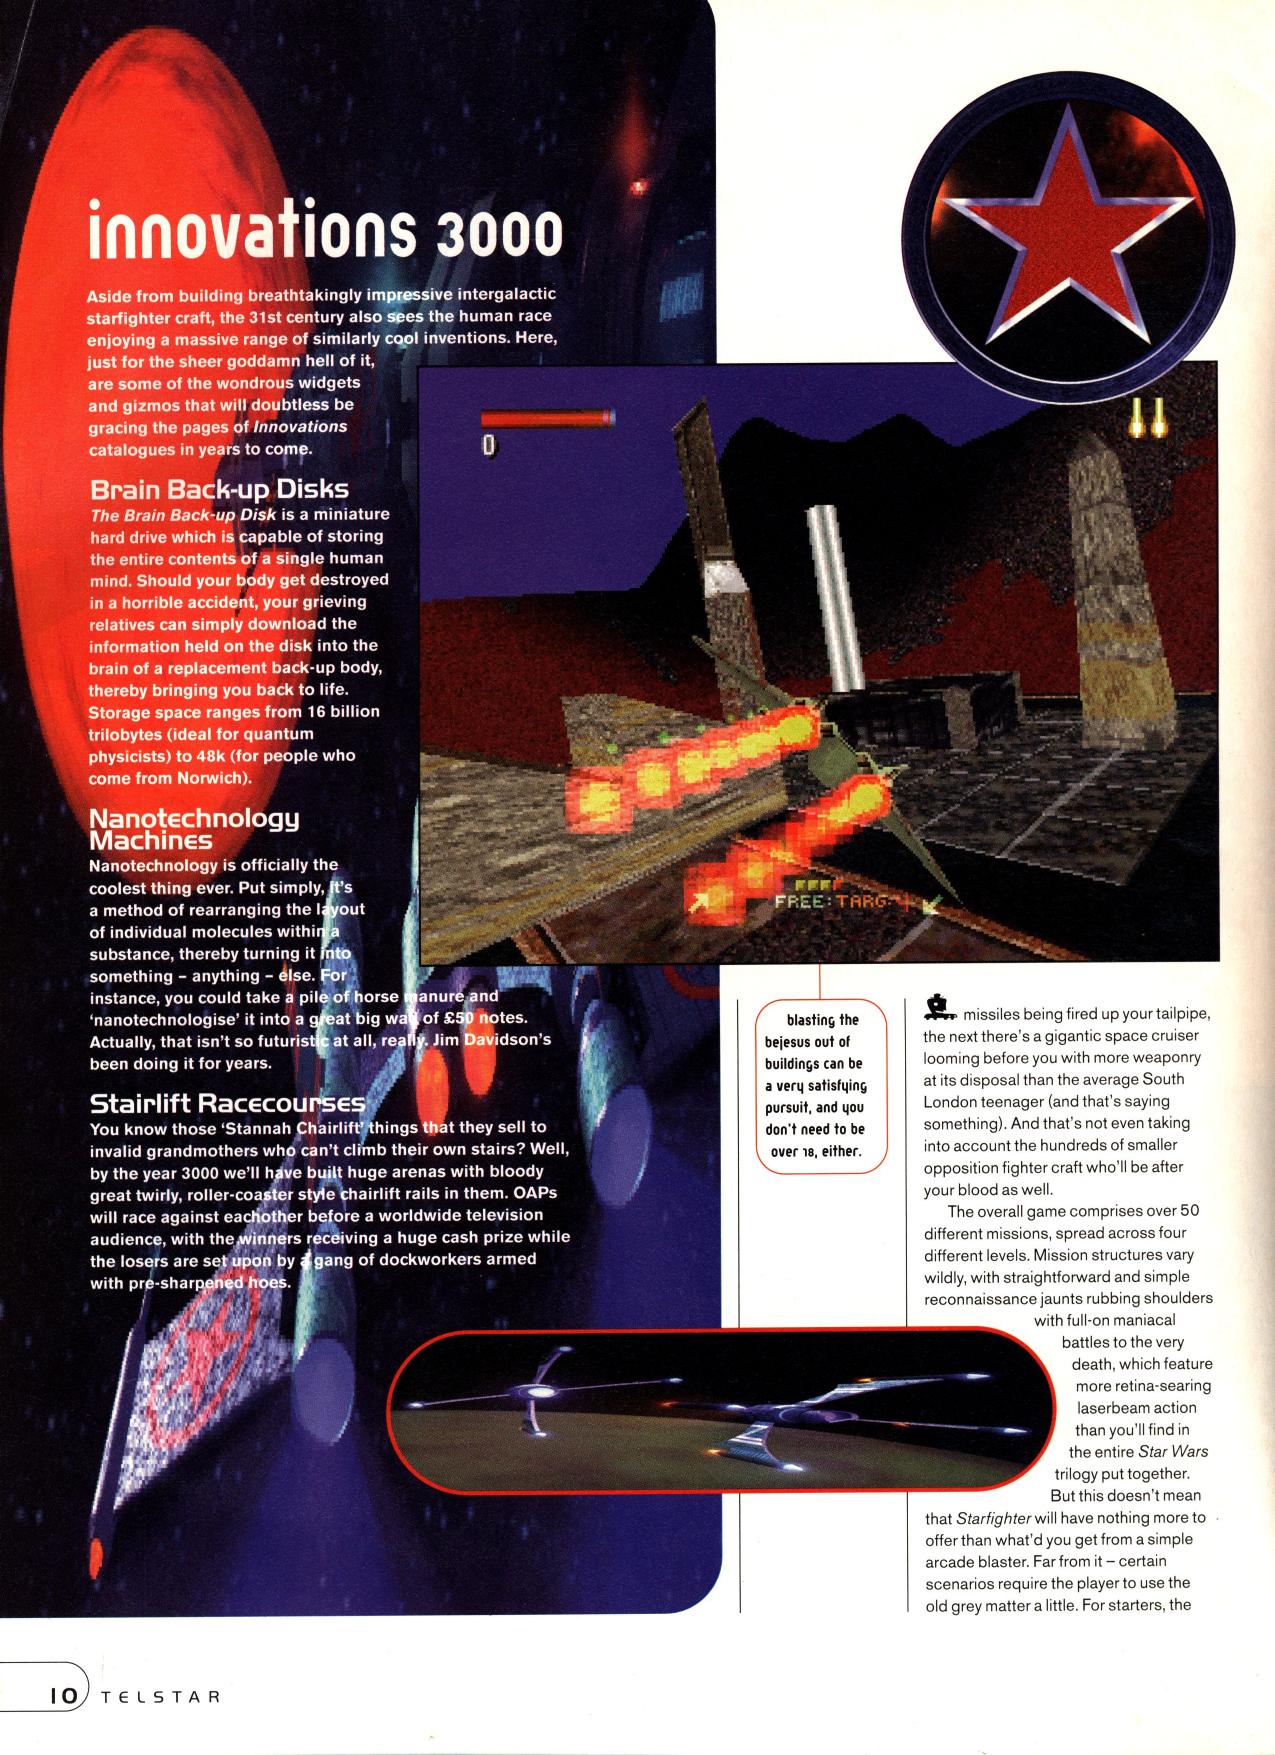 innovations 3000
Aside from building breathtakingly impressive intergalactic
starfighter craft, the 31st century also sees the human race
enjoying a massive range of similarly cool inventions. Here,
just for the sheer goddamn hell of it,
are some of the wondrous widgets
and gizmos that will doubtless be
gracing the pages of Innovations
catalogues in years to come.
Brain Back-up Disks
The Brain Back-up Disk is a miniature
hard drive which is capable of storing
the entire contents of a single human
mind. Should your body get destroyed
in a horrible accident, your grieving
relatives can simply download the
information held on the disk into the
brain of a replacement back-up body,
thereby bringing you back to life.
Storage space ranges from 16 billion
trilobytes (ideal for quantum
physicists) to 48k (for people who
come from Norwich).
Nanotechnology
Machines
Nanotechnology is officially the
coolest thing ever. Put simply, it's
a method of rearranging the layout
of individual molecules within a
substance, thereby turning it into
something – anything – else. For
instance, you could take a pile of horse manure and
'nanotechnologise' it into a great big wad of £50 notes.
Actually, that isn't so futuristic at all, really. Jim Davidson's
been doing it for years.
Stairlift Racecourses
You know those 'Stannah Chairlift' things that they sell to
invalid grandmothers who can't climb their own stairs? Well,
by the year 3000 we'll have built huge arenas with bloody
great twirly, roller-coaster style chairlift rails in them. OAPs
will race against eachother before a worldwide television
audience, with the winners receiving a huge cash prize while
the losers are set upon by a gang of dockworkers armed
with pre-sharpened hoes.
0
FREE:TARG
blasting the
bejesus out of
buildings can be
a very satisfying
pursuit, and you
don't need to be
over 18, either.
missiles being fired up your tailpipe,
the next there's a gigantic space cruiser
looming before you with more weaponry
at its disposal than the average South
London teenager (and that's saying
something). And that's not even taking
into account the hundreds of smaller
opposition fighter craft who'll be after
your blood as well.
The overall game comprises over 50
different missions, spread across four
different levels. Mission structures vary
wildly, with straightforward and simple
reconnaissance jaunts rubbing shoulders
with full-on maniacal
battles to the very
death, which feature
more retina-searing
laserbeam action
than you'll find in
the entire Star Wars
trilogy put together.
But this doesn't mean
that Starfighter will have nothing more to
offer than what'd you get from a simple
arcade blaster. Far from it – certain
scenarios require the player to use the
old grey matter a little. For starters, the
10 TELSTAR